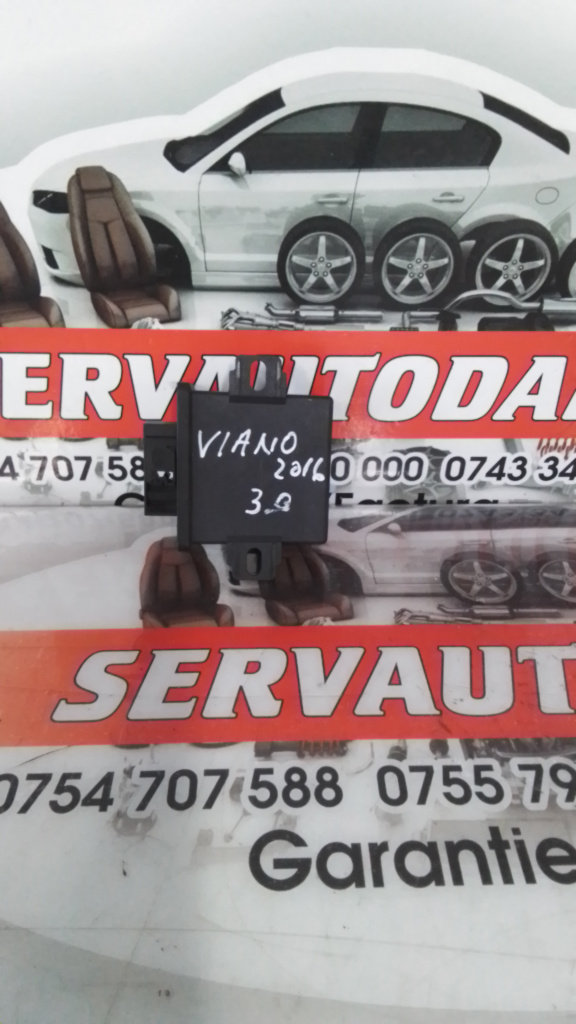 ERVAUTODA
VIANO
2016
3.0
4 707 58 0 000 0743 34
/Factura
SERVAUT
0754 707 588 0755 79
Garantie